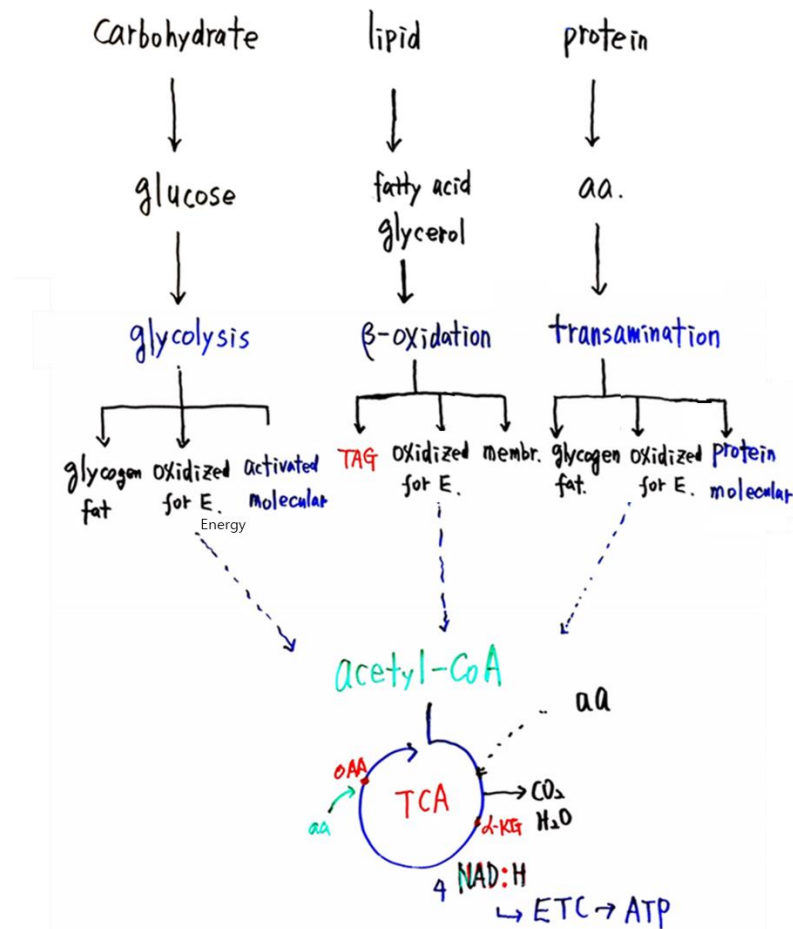 Carbohydrate lipid protein
glucose fatty acid aa.
glycerol
glycolysis β-oxidation transamination
glycogen oxidized activated TAG oxidized membr. glycogen oxidized protein
fat for E. molecular for E. fat. for E. molecular
Energy
acetyl-CoA
aa
OAA
TCA CO₂
aa α-KG H₂O
4 NAD:H
↳ ETC → ATP